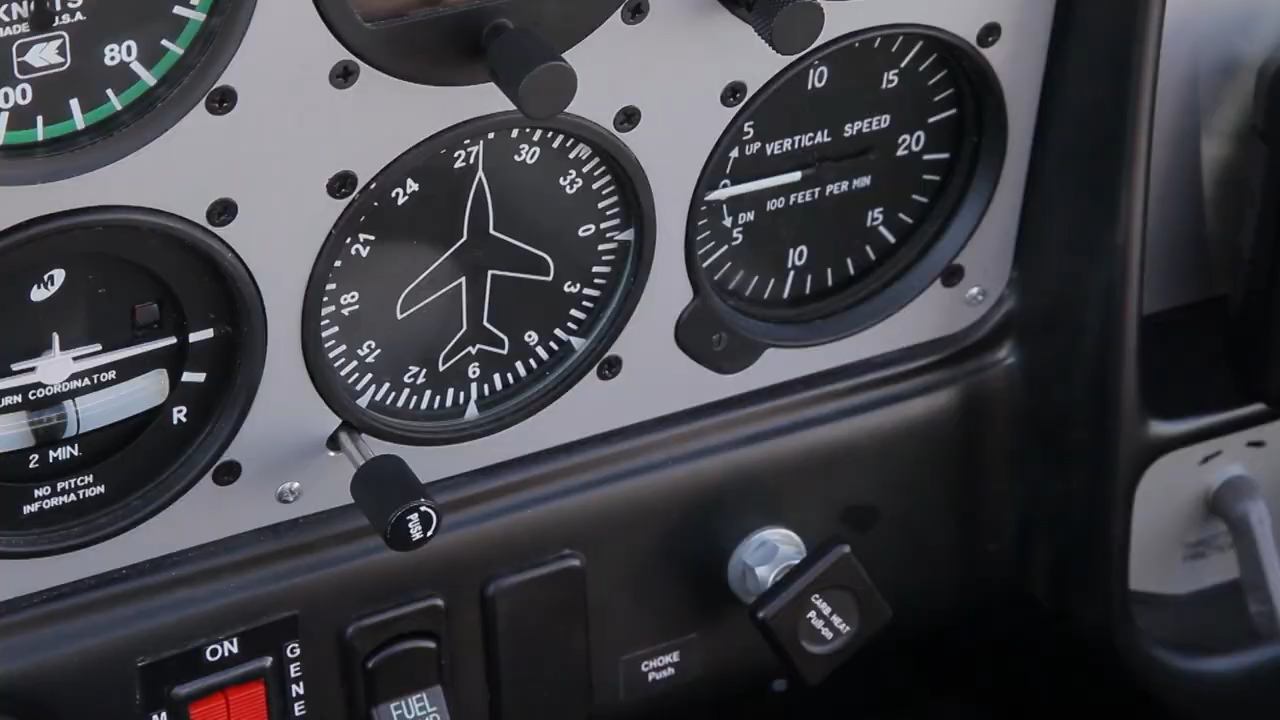 KNOTS
MADE U.S.A.
80
27
30
33
0
3
6
9
12
15
18
21
24
10
15
5
UP VERTICAL SPEED
20
0
100 FEET PER MIN
DN
5
15
10
TURN COORDINATOR
R
2 MIN.
NO PITCH
INFORMATION
PUSH
ON
GENE
FUEL
CHOKE
Push
CARB. HEAT
Pull-on